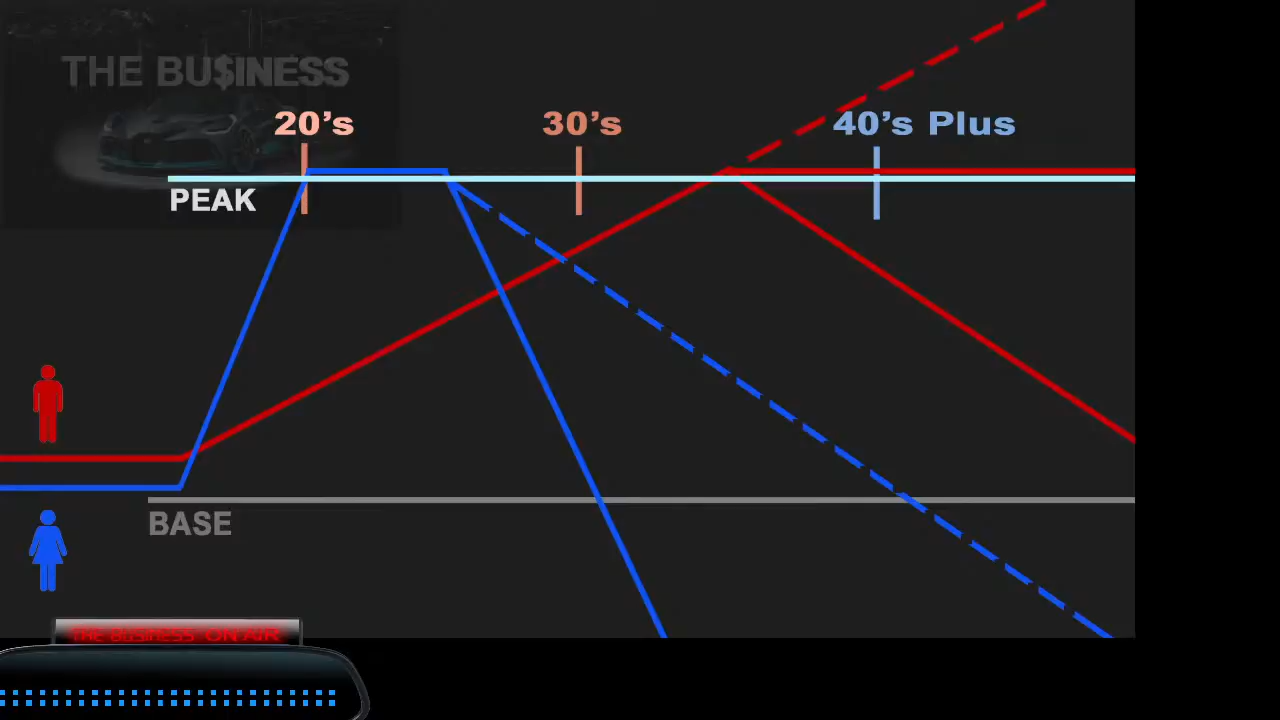 THE BU$INESS
20’s
30’s
40’s Plus
PEAK
BASE
THE BUSINESS ON AIR